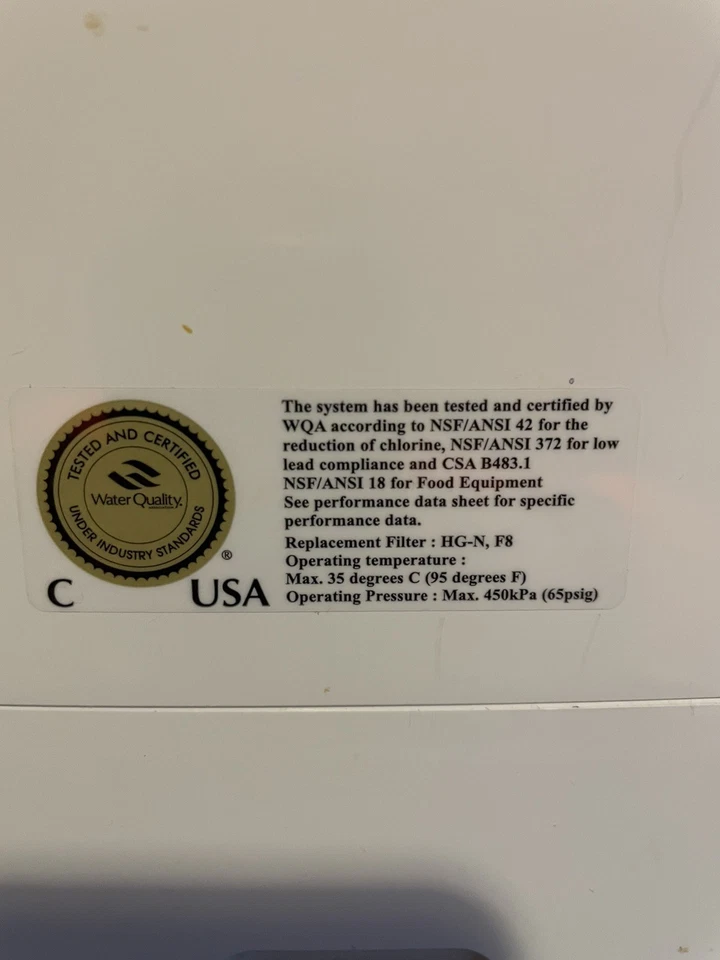 TESTED AND CERTIFIED
Water Quality
UNDER INDUSTRY STANDARDS
®
C USA
The system has been tested and certified by
WQA according to NSF/ANSI 42 for the
reduction of chlorine, NSF/ANSI 372 for low
lead compliance and CSA B483.1
NSF/ANSI 18 for Food Equipment
See performance data sheet for specific
performance data.
Replacement Filter : HG-N, F8
Operating temperature :
Max. 35 degrees C (95 degrees F)
Operating Pressure : Max. 450kPa (65psig)